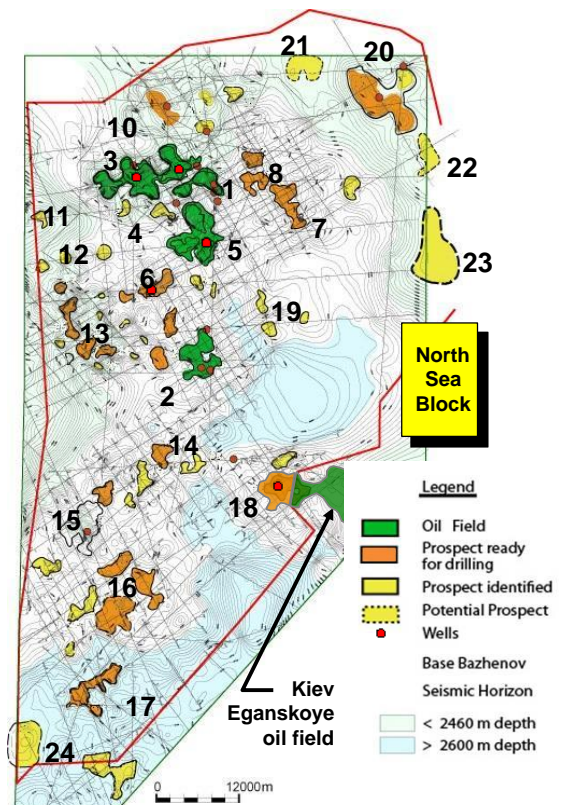 21
20
10
3
8
1
22
11
4
7
12
5
23
6
19
13
North
Sea
Block
2
14
18
Legend
15
Oil Field
Prospect ready
for drilling
16
Prospect identified
Potential Prospect
Wells
Base Bazhenov
Seismic Horizon
17
Kiev
Eganskoye
oil field
< 2460 m depth
> 2600 m depth
24
0 12000m